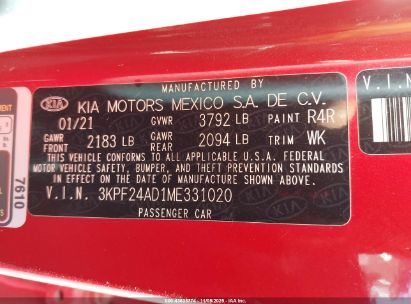 MANUFACTURED BY
KIA KIA MOTORS MEXICO S.A. DE C.V.
01/21 GVWR 3792 LB PAINT R4R
GAWR FRONT 2183 LB GAWR REAR 2094 LB TRIM WK
THIS VEHICLE CONFORMS TO ALL APPLICABLE U.S.A. FEDERAL
MOTOR VEHICLE SAFETY, BUMPER, AND THEFT PREVENTION STANDARDS
IN EFFECT ON THE DATE OF MANUFACTURE SHOWN ABOVE.
V.I.N. 3KPF24AD1ME331020
PASSENGER CAR
7610
V.I.N.